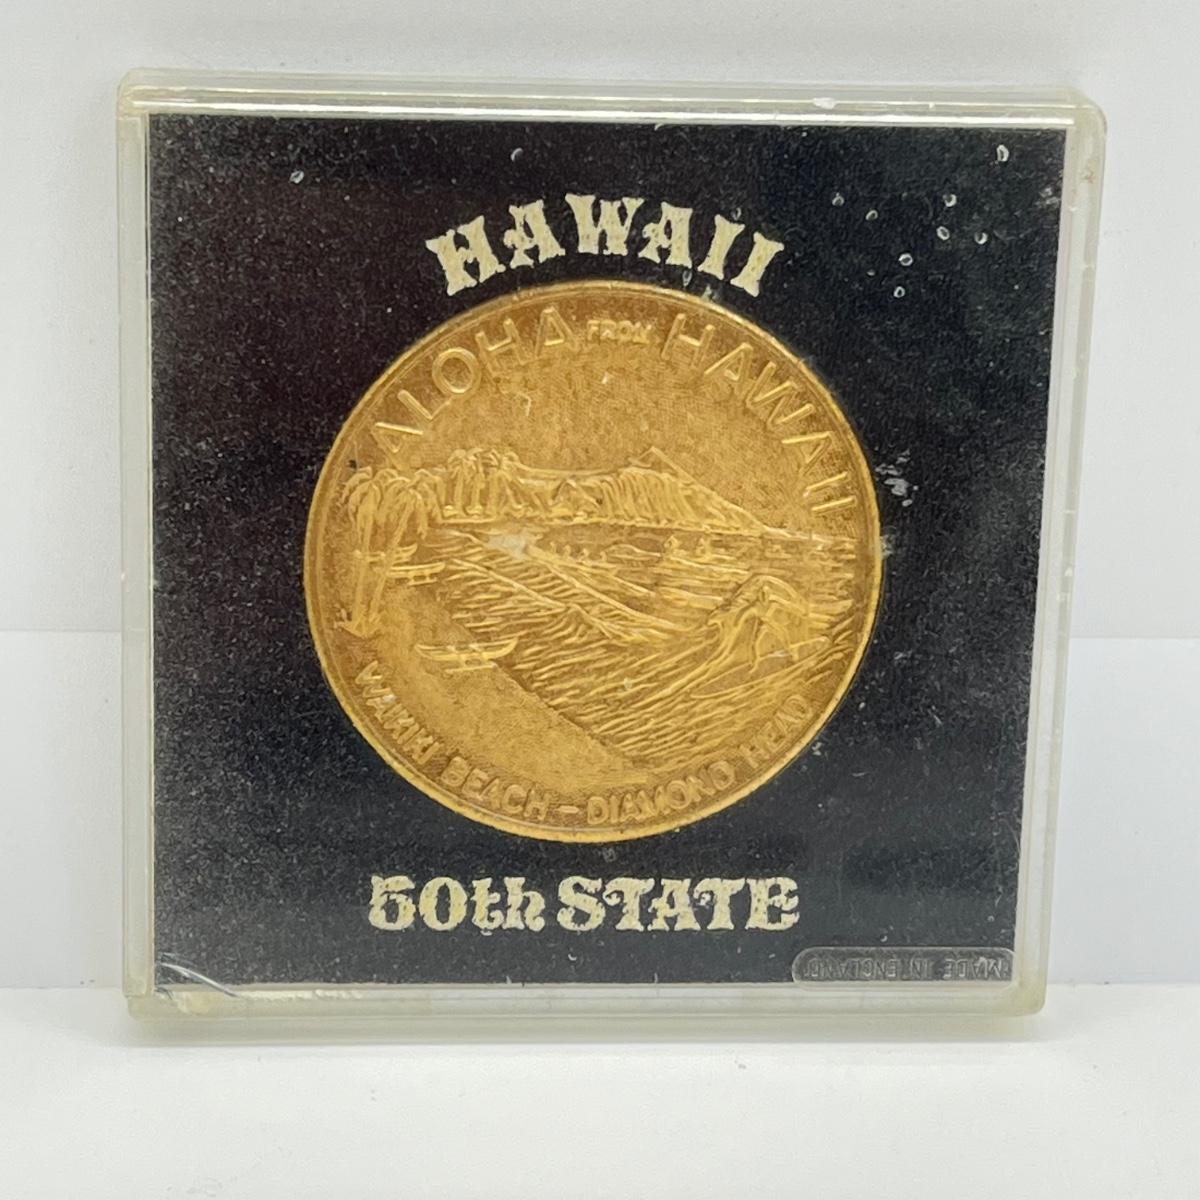 HAWAII
ALOHA FROM HAWAII
WAIKIKI BEACH - DIAMOND HEAD
50th STATE
MADE IN ENGLAND